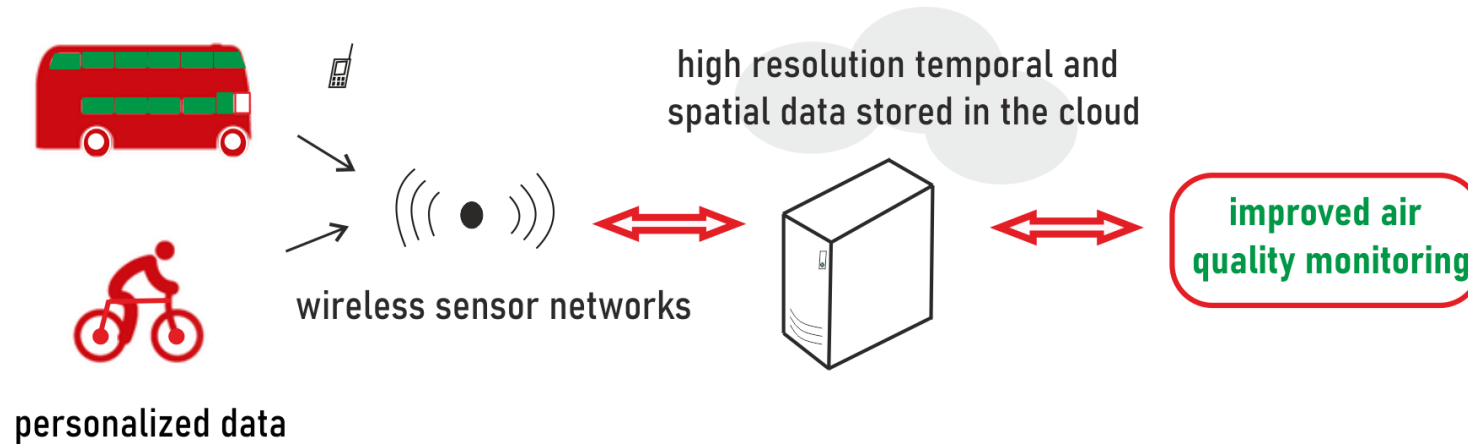 high resolution temporal and
spatial data stored in the cloud
wireless sensor networks
improved air
quality monitoring
personalized data